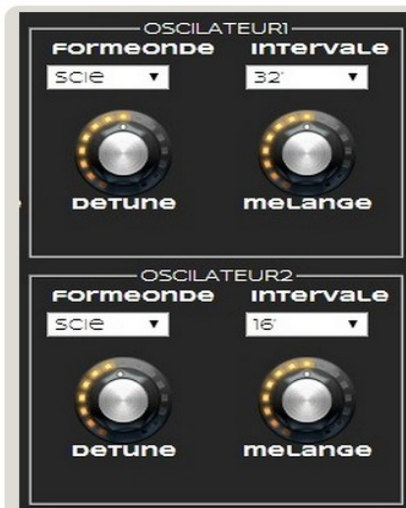 OSCILATEUR1
FORMEONDE INTERVALE
SCIE 32'
DETUNE MELANGE
OSCILATEUR2
FORMEONDE INTERVALE
SCIE 16'
DETUNE MELANGE